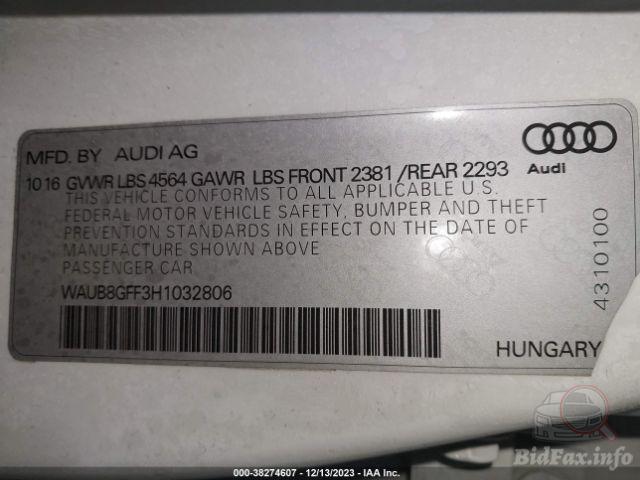 MFD. BY AUDI AG
10 16 GVWR LBS 4564 GAWR LBS FRONT 2381 /REAR 2293
THIS VEHICLE CONFORMS TO ALL APPLICABLE U.S.
FEDERAL MOTOR VEHICLE SAFETY, BUMPER AND THEFT
PREVENTION STANDARDS IN EFFECT ON THE DATE OF
MANUFACTURE SHOWN ABOVE
PASSENGER CAR
WAUB8GFF3H1032806
Audi
4310100
HUNGARY
000-38274607 - 12/13/2023 - IAA Inc.
BidFax.info